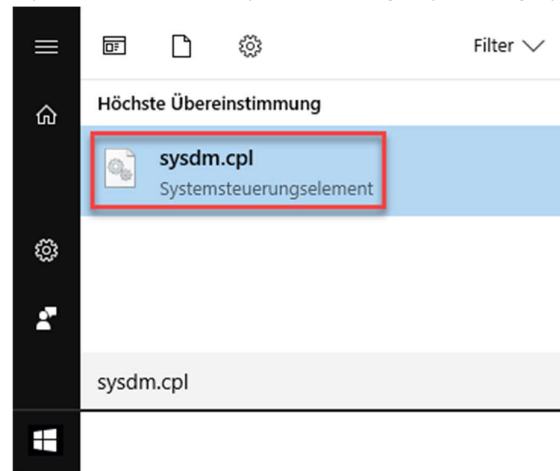 Filter
Höchste Übereinstimmung
sysdm.cpl
Systemsteuerungselement
sysdm.cpl